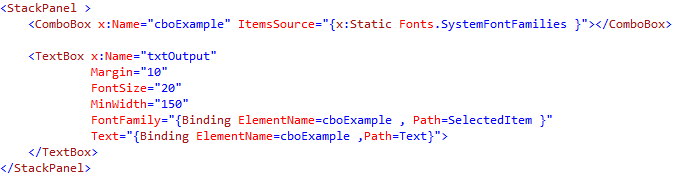 <StackPanel >
<ComboBox x:Name="cboExample" ItemsSource="{x:Static Fonts.SystemFontFamilies }"></ComboBox>
<TextBox x:Name="txtOutput"
Margin="10"
FontSize="20"
MinWidth="150"
FontFamily="{Binding ElementName=cboExample , Path=SelectedItem }"
Text="{Binding ElementName=cboExample ,Path=Text}">
</TextBox>
</StackPanel>